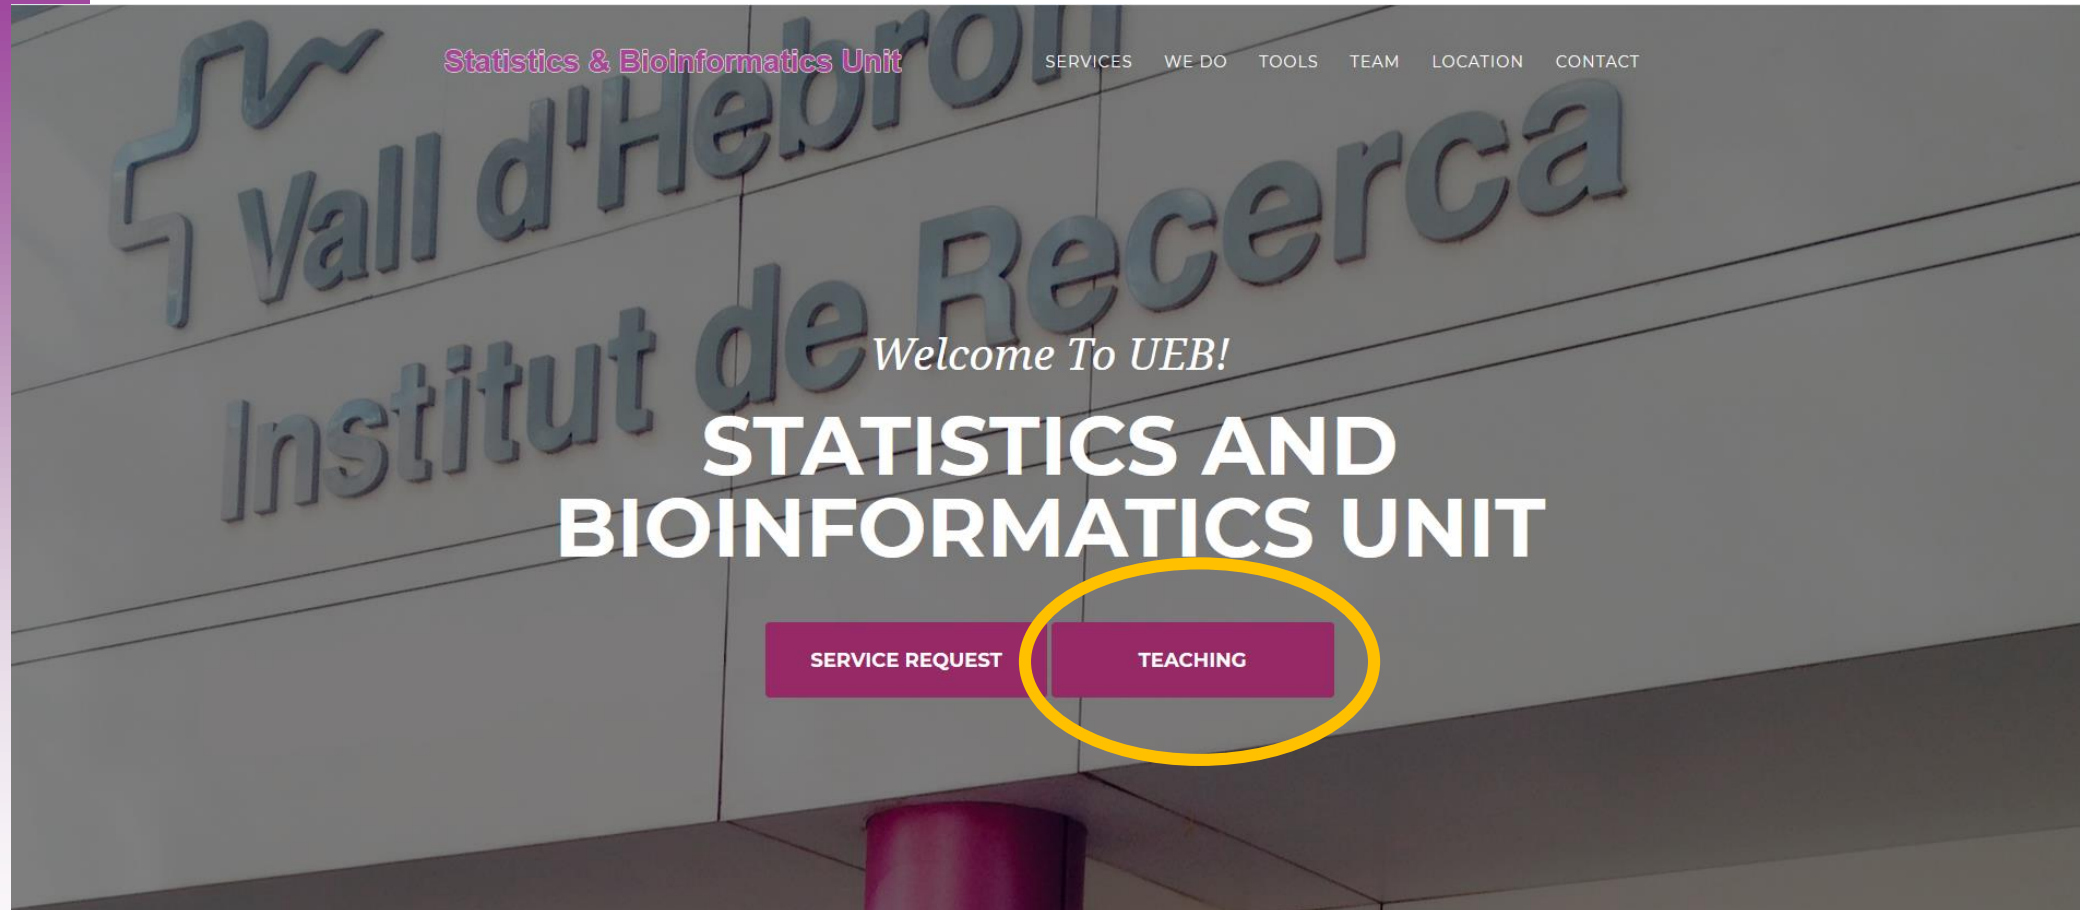 Statistics & Bioinformatics Unit
SERVICES WE DO TOOLS TEAM LOCATION CONTACT
Vall d'Hebron
Institut de Recerca
Welcome To UEB!
STATISTICS AND
BIOINFORMATICS UNIT
SERVICE REQUEST
TEACHING